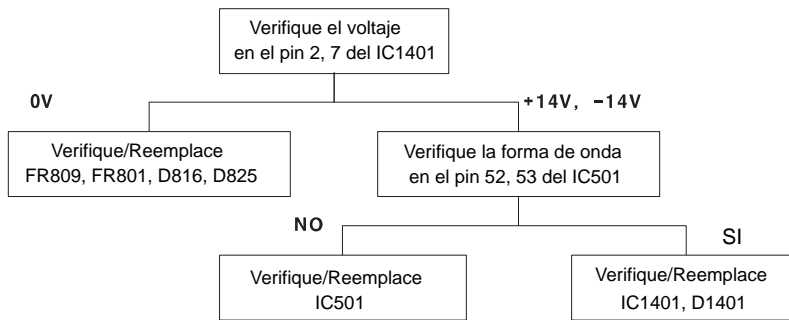 Verifique el voltaje
en el pin 2, 7 del IC1401
0V
+14V, -14V
Verifique/Reemplace
FR809, FR801, D816, D825
Verifique la forma de onda
en el pin 52, 53 del IC501
NO
SI
Verifique/Reemplace
IC501
Verifique/Reemplace
IC1401, D1401